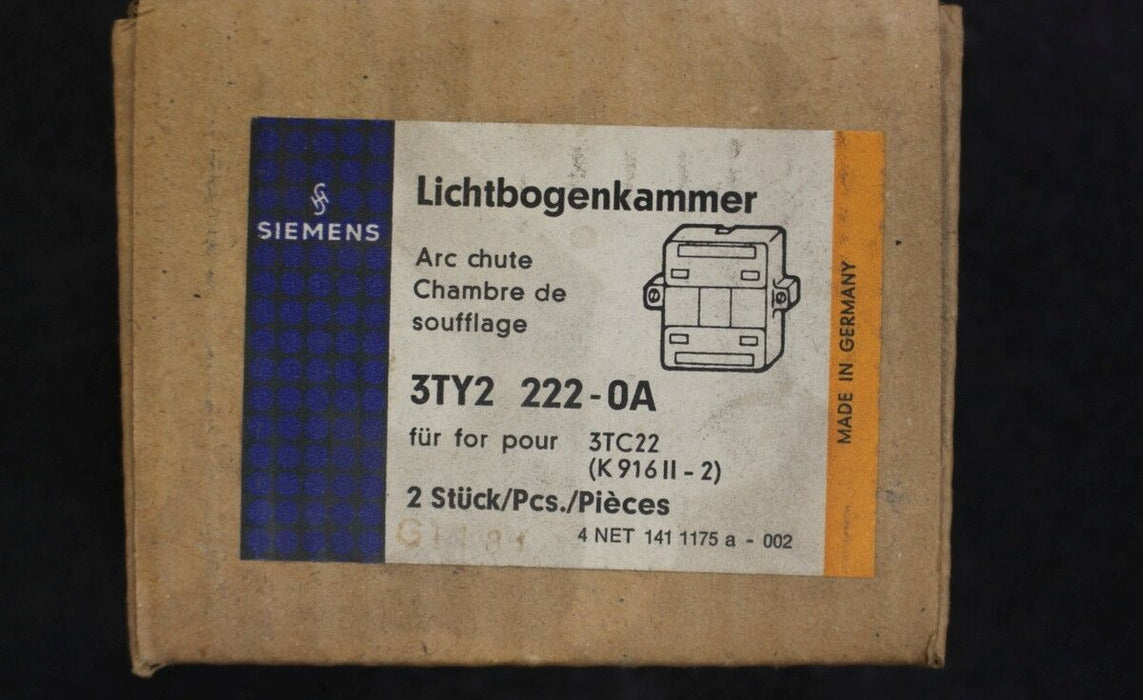 SIEMENS
Lichtbogenkammer
Arc chute
Chambre de
soufflage
3TY2 222-0A
für for pour 3TC22
(K 916 II - 2)
2 Stück/Pcs./Pièces
4 NET 141 1175 a - 002
MADE IN GERMANY